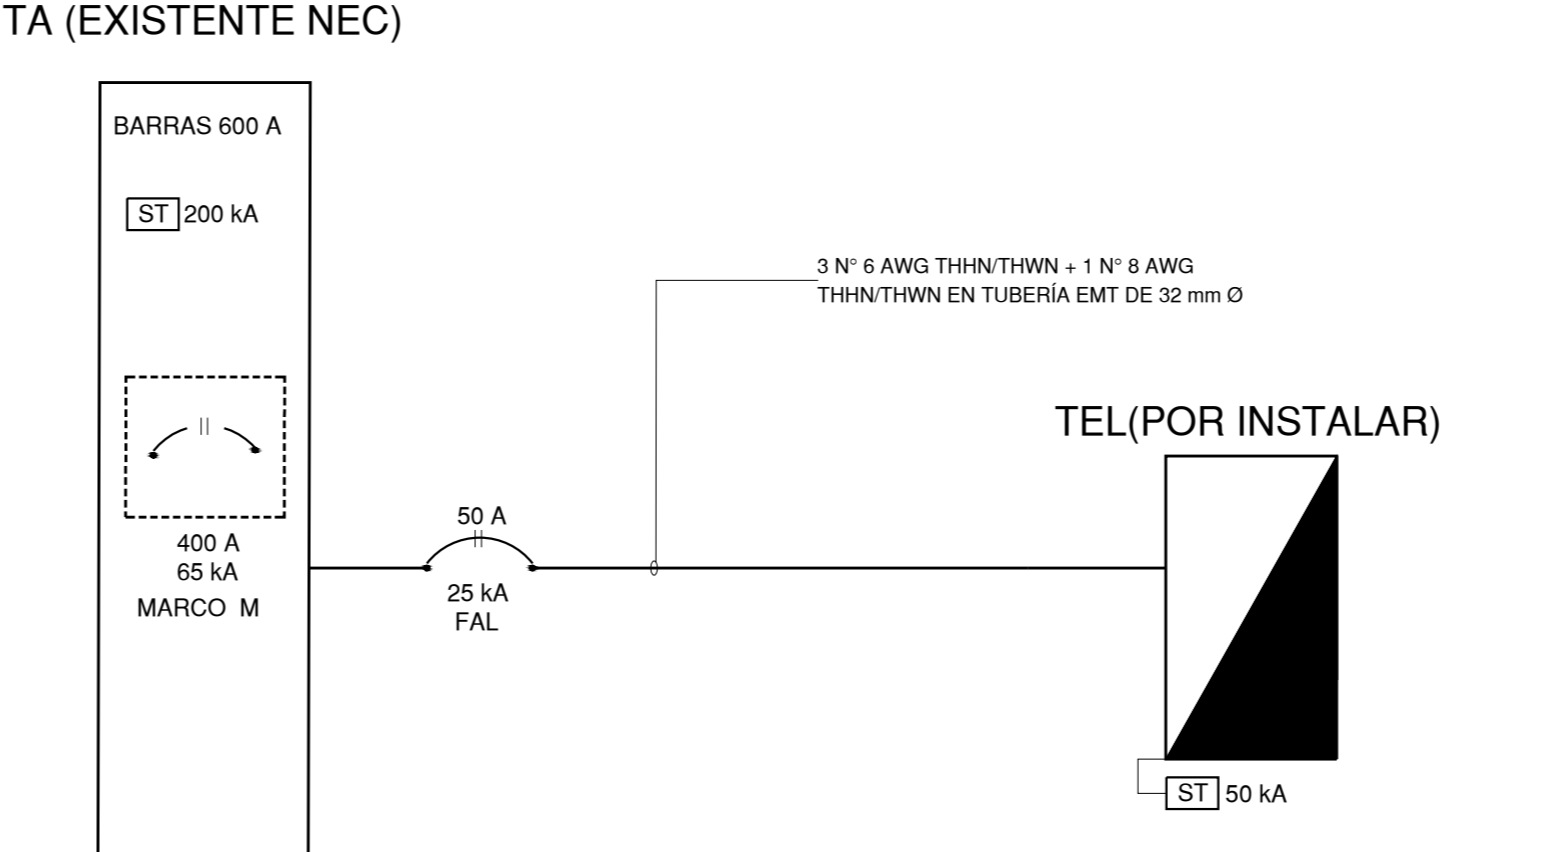 TA (EXISTENTE NEC)
BARRAS 600 A
ST 200 kA
400 A
65 kA
MARCO M
50 A
25 kA
FAL
3 N° 6 AWG THHN/THWN + 1 N° 8 AWG
THHN/THWN EN TUBERÍA EMT DE 32 mm Ø
TEL(POR INSTALAR)
ST 50 kA